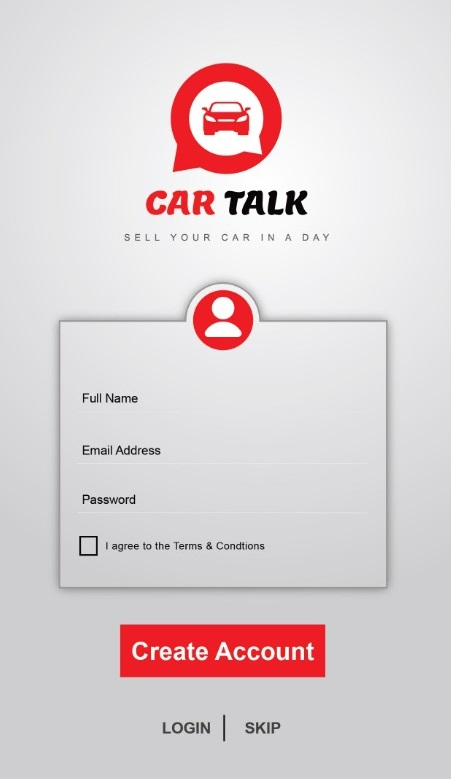 CAR TALK
SELL YOUR CAR IN A DAY
Full Name
Email Address
Password
I agree to the Terms & Condtions
Create Account
LOGIN | SKIP